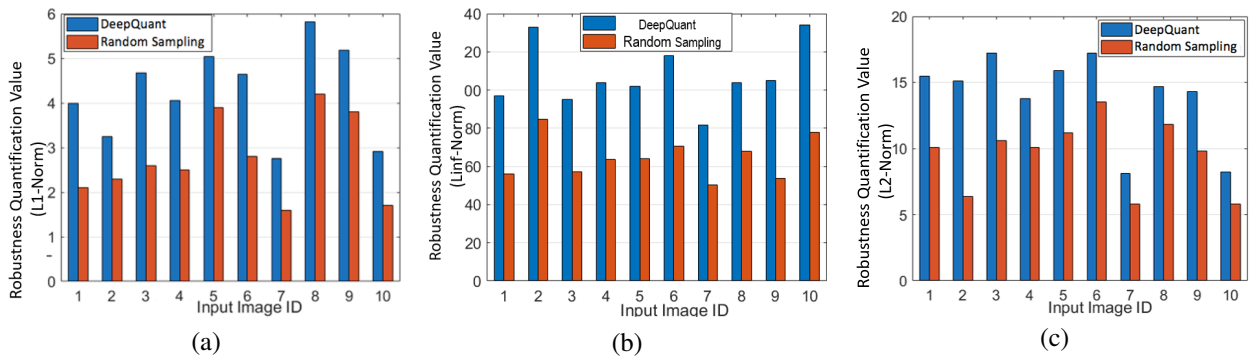 Robustness Quantification Value
(L1-Norm)
6
5
4
3
2
1
0
DeepQuant
Random Sampling
1 2 3 4 5 6 7 8 9 10
Input Image ID
(a)
Robustness Quantification Value
(Linf-Norm)
40
20
00
80
60
40
20
0
DeepQuant
Random Sampling
1 2 3 4 5 6 7 8 9 10
Input Image ID
(b)
Robustness Quantification Value
(L2-Norm)
20
15
10
5
0
DeepQuant
Random Sampling
1 2 3 4 5 6 7 8 9 10
Input Image ID
(c)